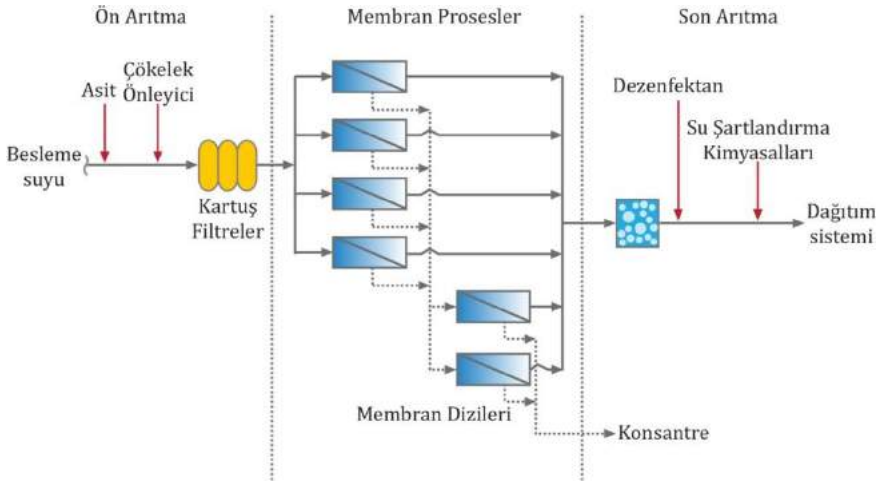 Ön Arıtma
Membran Prosesler
Son Arıtma
Asit
Çökelek
Önleyici
Besleme
suyu
Kartuş
Filtreler
Dezenfektan
Su Şartlandırma
Kimyasalları
Dağıtım
sistemi
Membran Dizileri
Konsantre